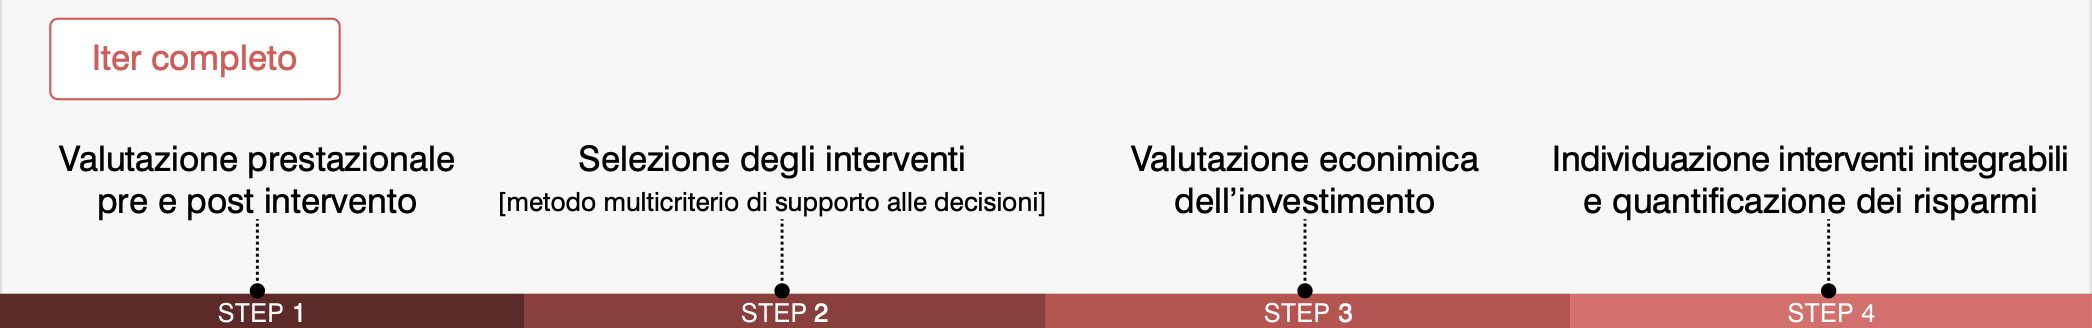 Iter completo
Valutazione prestazionale
pre e post intervento
Selezione degli interventi
[metodo multicriterio di supporto alle decisioni]
Valutazione econimica
dell’investimento
Individuazione interventi integrabili
e quantificazione dei risparmi
STEP 1
STEP 2
STEP 3
STEP 4